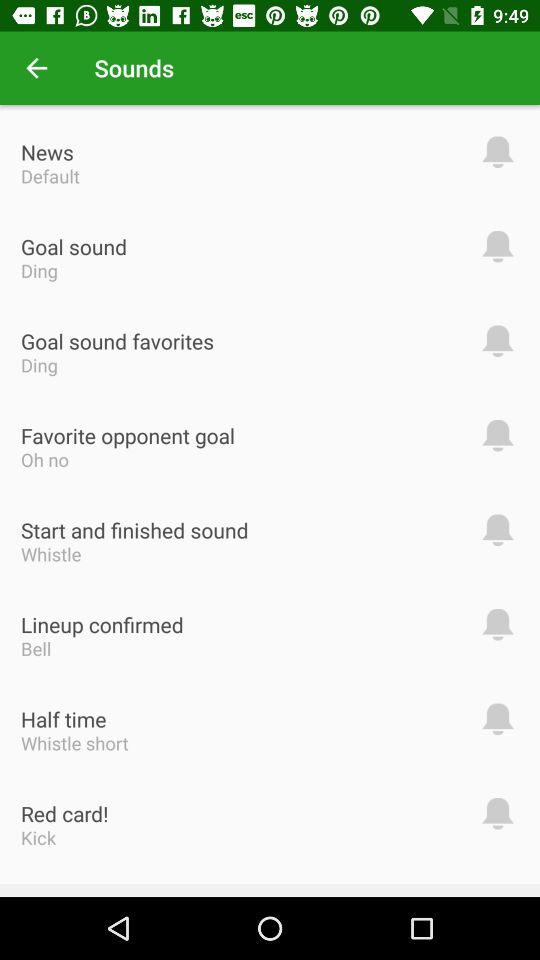 esc 9:49
Sounds
News
Default
Goal sound
Ding
Goal sound favorites
Ding
Favorite opponent goal
Oh no
Start and finished sound
Whistle
Lineup confirmed
Bell
Half time
Whistle short
Red card!
Kick